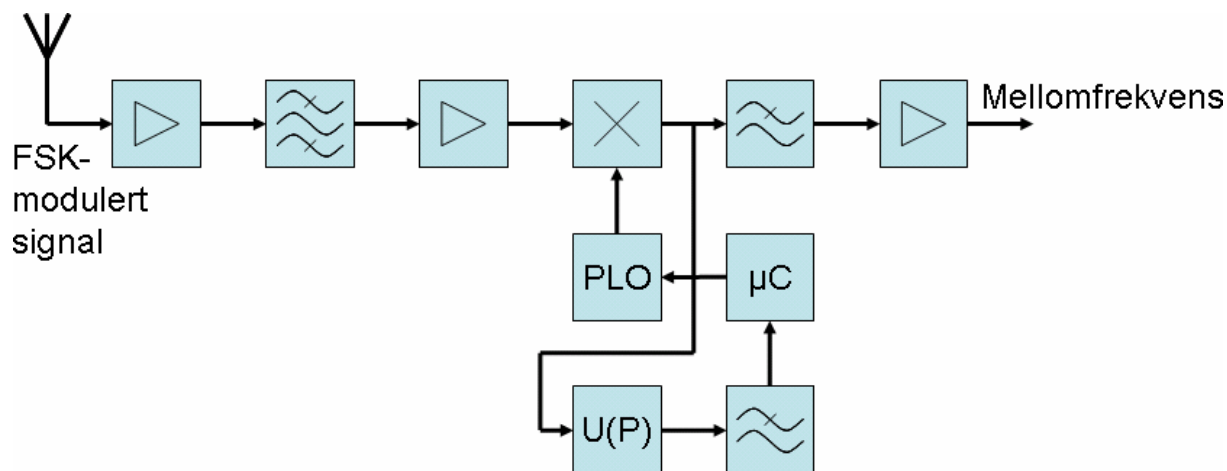 Mellomfrekvens
FSK-
modulert
signal
PLO
µC
U(P)